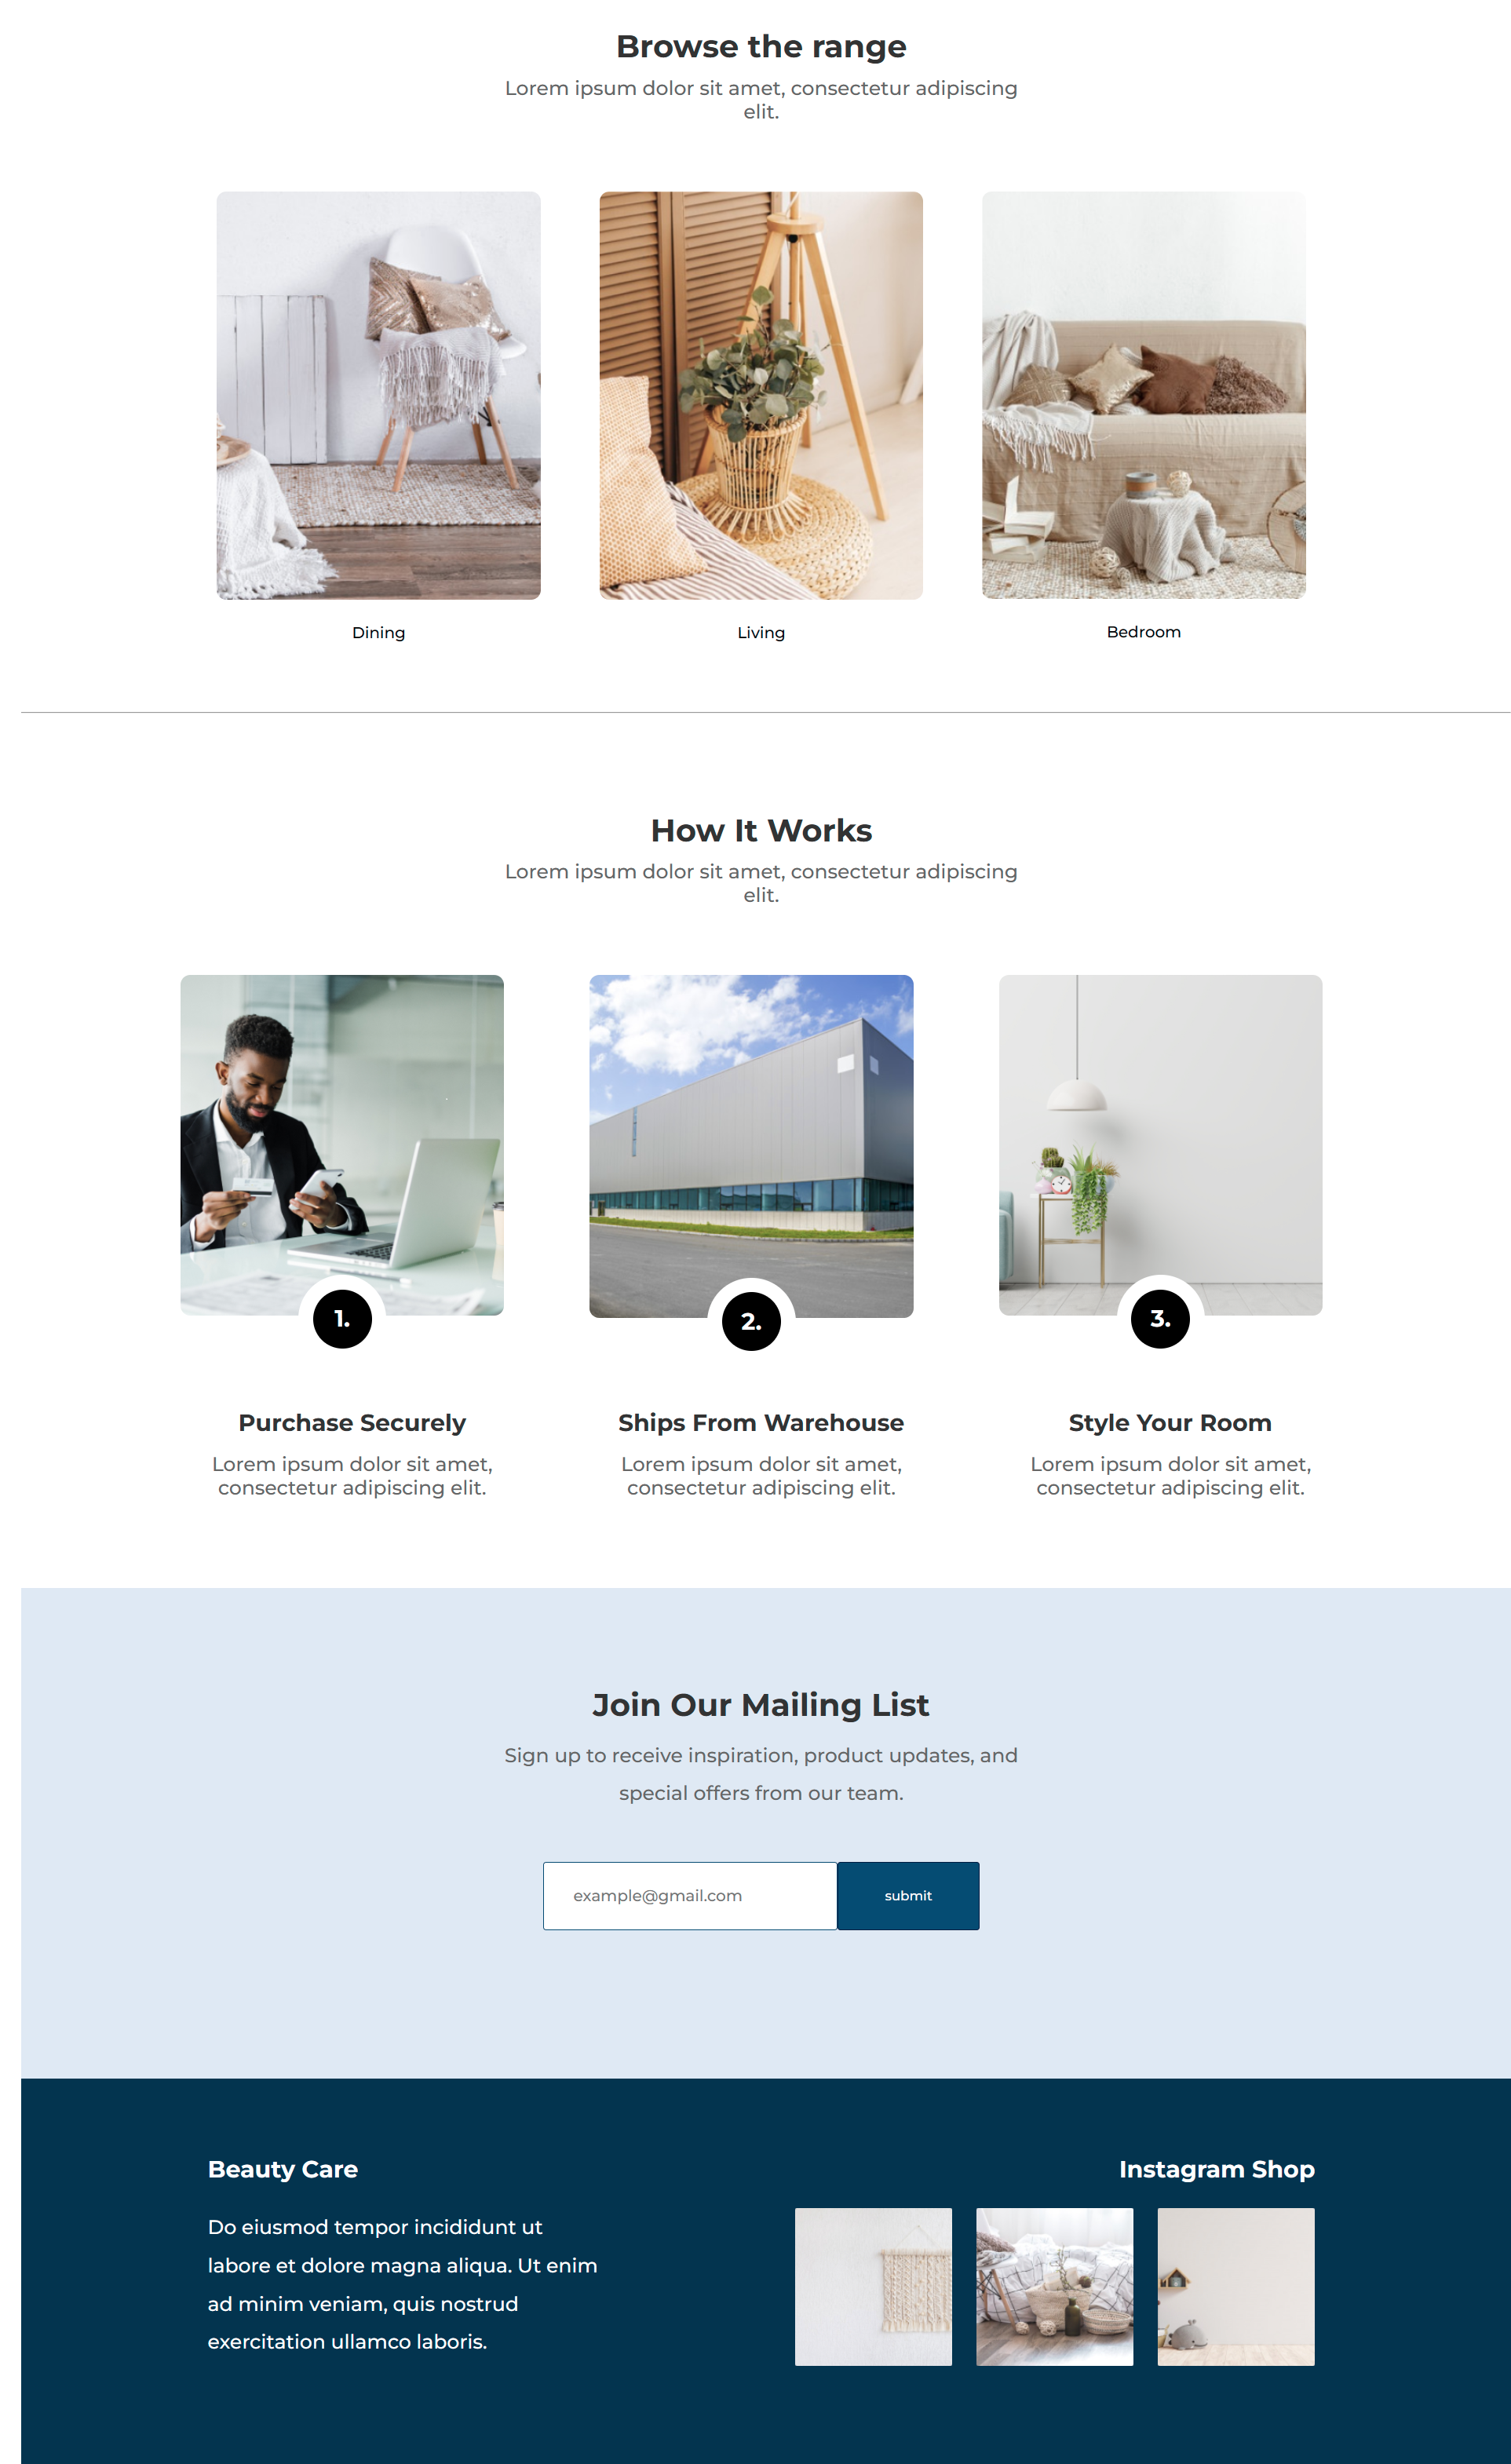 Browse the range
Lorem ipsum dolor sit amet, consectetur adipiscing
elit.
Dining
Living
Bedroom
How It Works
Lorem ipsum dolor sit amet, consectetur adipiscing
elit.
1.
2.
3.
Purchase Securely
Lorem ipsum dolor sit amet,
consectetur adipiscing elit.
Ships From Warehouse
Lorem ipsum dolor sit amet,
consectetur adipiscing elit.
Style Your Room
Lorem ipsum dolor sit amet,
consectetur adipiscing elit.
Join Our Mailing List
Sign up to receive inspiration, product updates, and
special offers from our team.
example@gmail.com
submit
Beauty Care
Do eiusmod tempor incididunt ut
labore et dolore magna aliqua. Ut enim
ad minim veniam, quis nostrud
exercitation ullamco laboris.
Instagram Shop